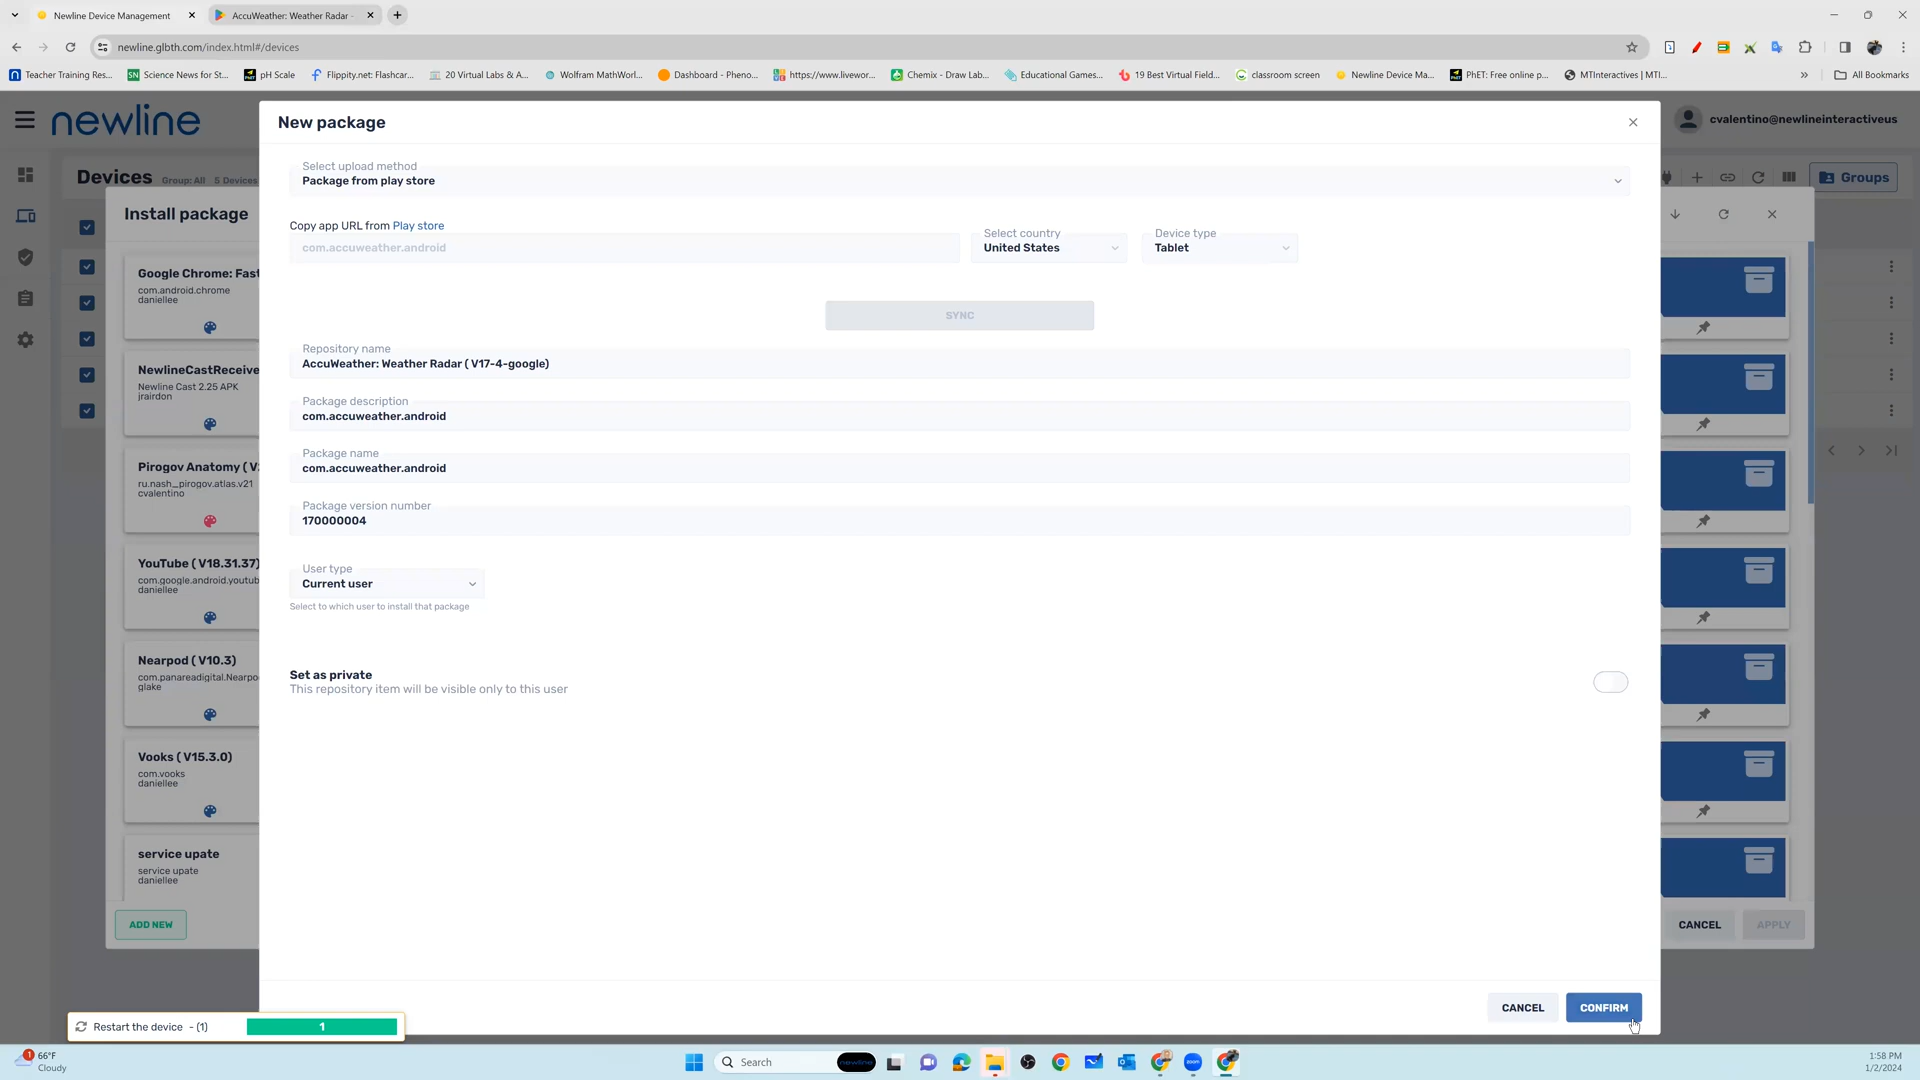 Newline Device Management
AccuWeather: Weather Radar -
newline.glbth.com/index.html#/devices
Teacher Training Res...
Science News for St...
pH Scale
Flippity.net: Flashcar...
20 Virtual Labs & A...
Wolfram MathWorl...
Dashboard - Pheno...
https://www.livewor...
Chemix - Draw Lab...
Educational Games...
19 Best Virtual Field...
classroom screen
Newline Device Ma...
PhET: Free online p...
MTInteractives | MTI...
All Bookmarks
newline
cvalentino@newlineinteractiveus
Devices Group: All 5 Devices
Groups
Install package
Google Chrome: Fast
com.android.chrome
daniellee
NewlineCastReceive
Newline Cast 2.25 APK
jrairdon
Pirogov Anatomy ( V2
ru.nash_pirogov.atlas.v21
cvalentino
YouTube ( V18.31.37)
com.google.android.youtub
daniellee
Nearpod ( V10.3)
com.panareadigital.Nearpo
glake
Vooks ( V15.3.0)
com.vooks
daniellee
service upate
service upate
daniellee
ADD NEW
CANCEL
APPLY
New package
Select upload method
Package from play store
Copy app URL from Play store
com.accuweather.android
Select country
United States
Device type
Tablet
SYNC
Repository name
AccuWeather: Weather Radar ( V17-4-google)
Package description
com.accuweather.android
Package name
com.accuweather.android
Package version number
170000004
User type
Current user
Select to which user to install that package
Set as private
This repository item will be visible only to this user
CANCEL
CONFIRM
Restart the device - (1)
1
1
66°F
Cloudy
Search
newline
zoom
1:58 PM
1/2/2024